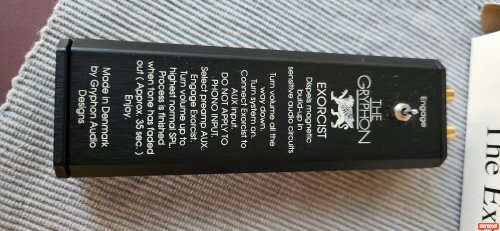 THE
GRYPHON
EXORCIST
Dispels magnetic
build-up in
sensitive audio circuits
Turn volume all the
way down.
Turn system on.
Connect Exorcist to
AUX Input.
DO NOT APPLY TO
PHONO INPUT.
Select preamp AUX.
Engage Exorcist.
Turn volume up to
highest normal SPL.
Process is finished
when tone has faded
out (Approx. 35 sec.)
Enjoy.
Made in Denmark
by Gryphon Audio
Designs
Engage
The Ex